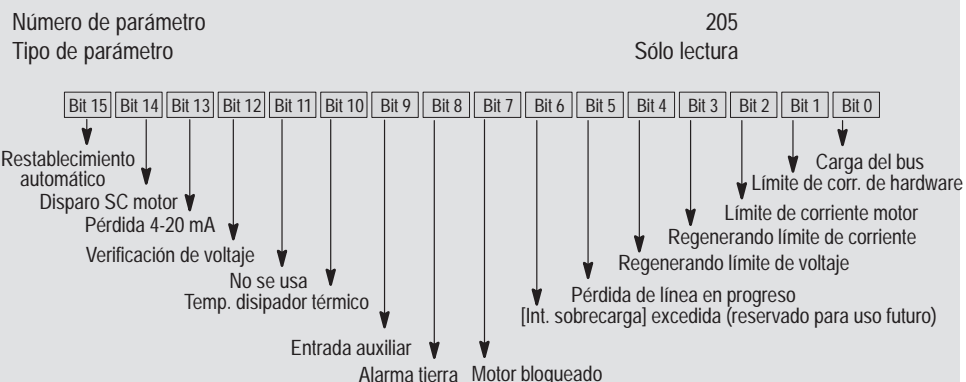 Número de parámetro 205
Tipo de parámetro Sólo lectura
Bit 15 Bit 14 Bit 13 Bit 12 Bit 11 Bit 10 Bit 9 Bit 8 Bit 7 Bit 6 Bit 5 Bit 4 Bit 3 Bit 2 Bit 1 Bit 0
Restablecimiento
automático
Disparo SC motor
Pérdida 4-20 mA
Verificación de voltaje
No se usa
Temp. disipador térmico
Entrada auxiliar
Alarma tierra
Motor bloqueado
Carga del bus
Límite de corr. de hardware
Límite de corriente motor
Regenerando límite de corriente
Regenerando límite de voltaje
Pérdida de línea en progreso
[Int. sobrecarga] excedida (reservado para uso futuro)